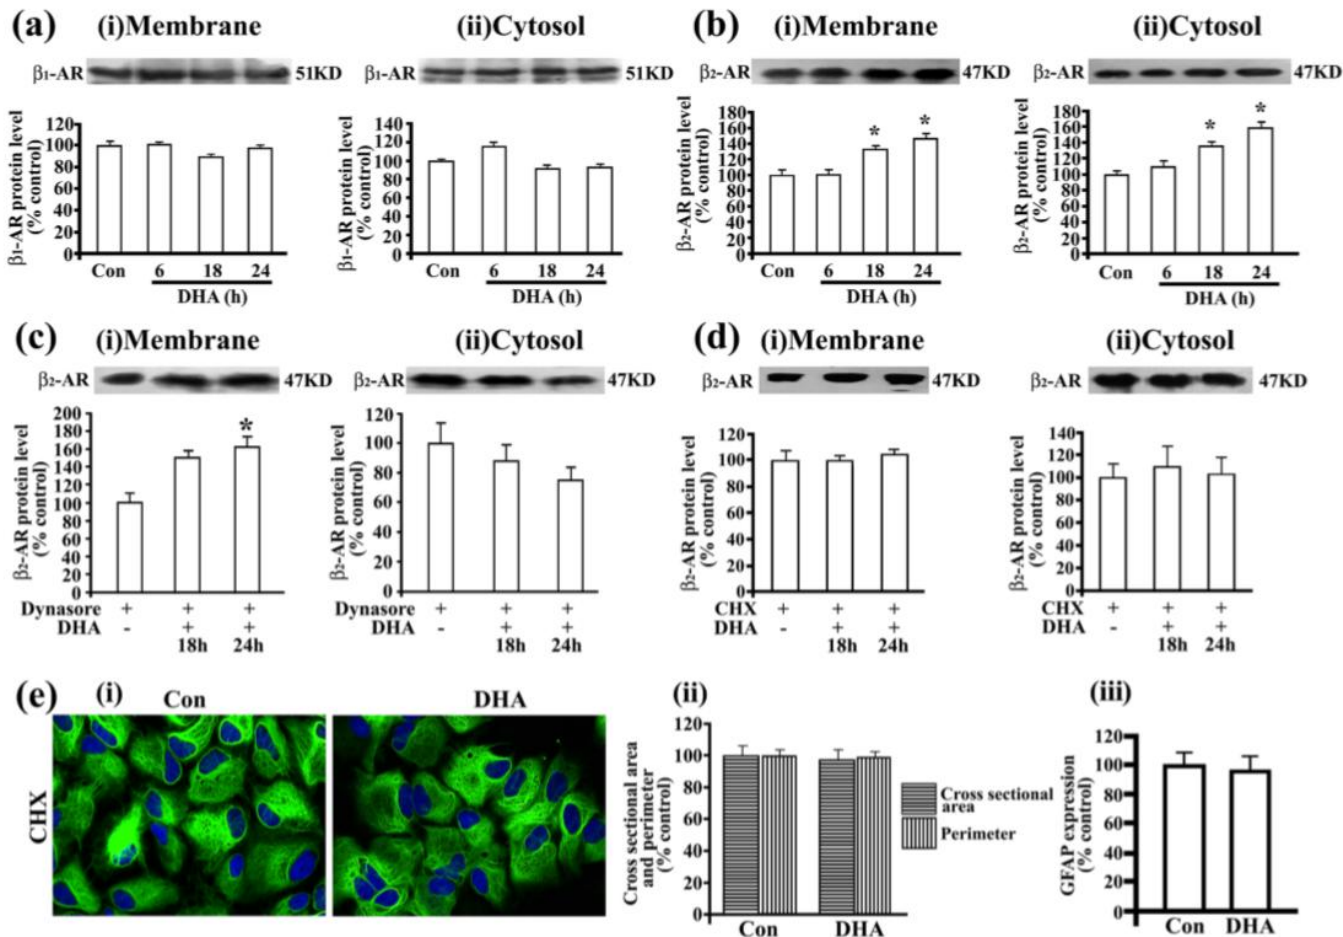 (a) (i)Membrane (ii)Cytosol
β1-AR 51KD β1-AR 51KD
β1-AR protein level
(% control)
120
100
80
60
40
20
0
Con 6 18 24
DHA (h)
β1-AR protein level
(% control)
140
120
100
80
60
40
20
0
Con 6 18 24
DHA (h)
(b) (i)Membrane (ii)Cytosol
β2-AR 47KD β2-AR 47KD
β2-AR protein level
(% control)
180
160
140
120
100
80
60
40
20
0
* *
Con 6 18 24
DHA (h)
β2-AR protein level
(% control)
180
160
140
120
100
80
60
40
20
0
* *
Con 6 18 24
DHA (h)
(c) (i)Membrane (ii)Cytosol
β2-AR 47KD β2-AR 47KD
β2-AR protein level
(% control)
200
180
160
140
120
100
80
60
40
20
0
*
Dynasore + + +
DHA - + +
18h 24h
β2-AR protein level
(% control)
120
100
80
60
40
20
0
Dynasore + + +
DHA - + +
18h 24h
(d) (i)Membrane (ii)Cytosol
β2-AR 47KD β2-AR 47KD
β2-AR protein level
(% control)
120
100
80
60
40
20
0
CHX + + +
DHA - + +
18h 24h
β2-AR protein level
(% control)
140
120
100
80
60
40
20
0
CHX + + +
DHA - + +
18h 24h
(e) (i) Con DHA
CHX
(ii)
Cross sectional area
and perimeter
(% control)
120
100
80
60
40
20
0
Con DHA
Cross sectional
area
Perimeter
(iii)
GFAP expression
(% control)
120
100
80
60
40
20
0
Con DHA